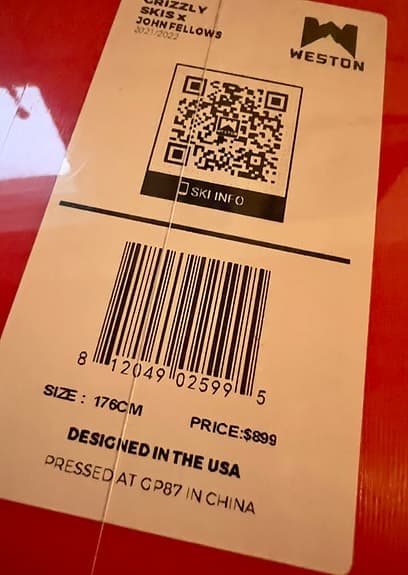 GRIZZLY
SKIS X
JOHN FELLOWS
2021/2022
WESTON
SKI INFO
8 12049 02599 5
SIZE : 176CM
PRICE:$899
DESIGNED IN THE USA
PRESSED AT GP87 IN CHINA